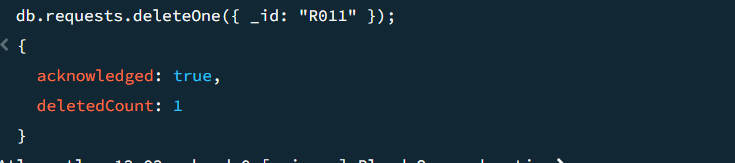 db.requests.deleteOne({ _id: "R011" });
< {
acknowledged: true,
deletedCount: 1
}